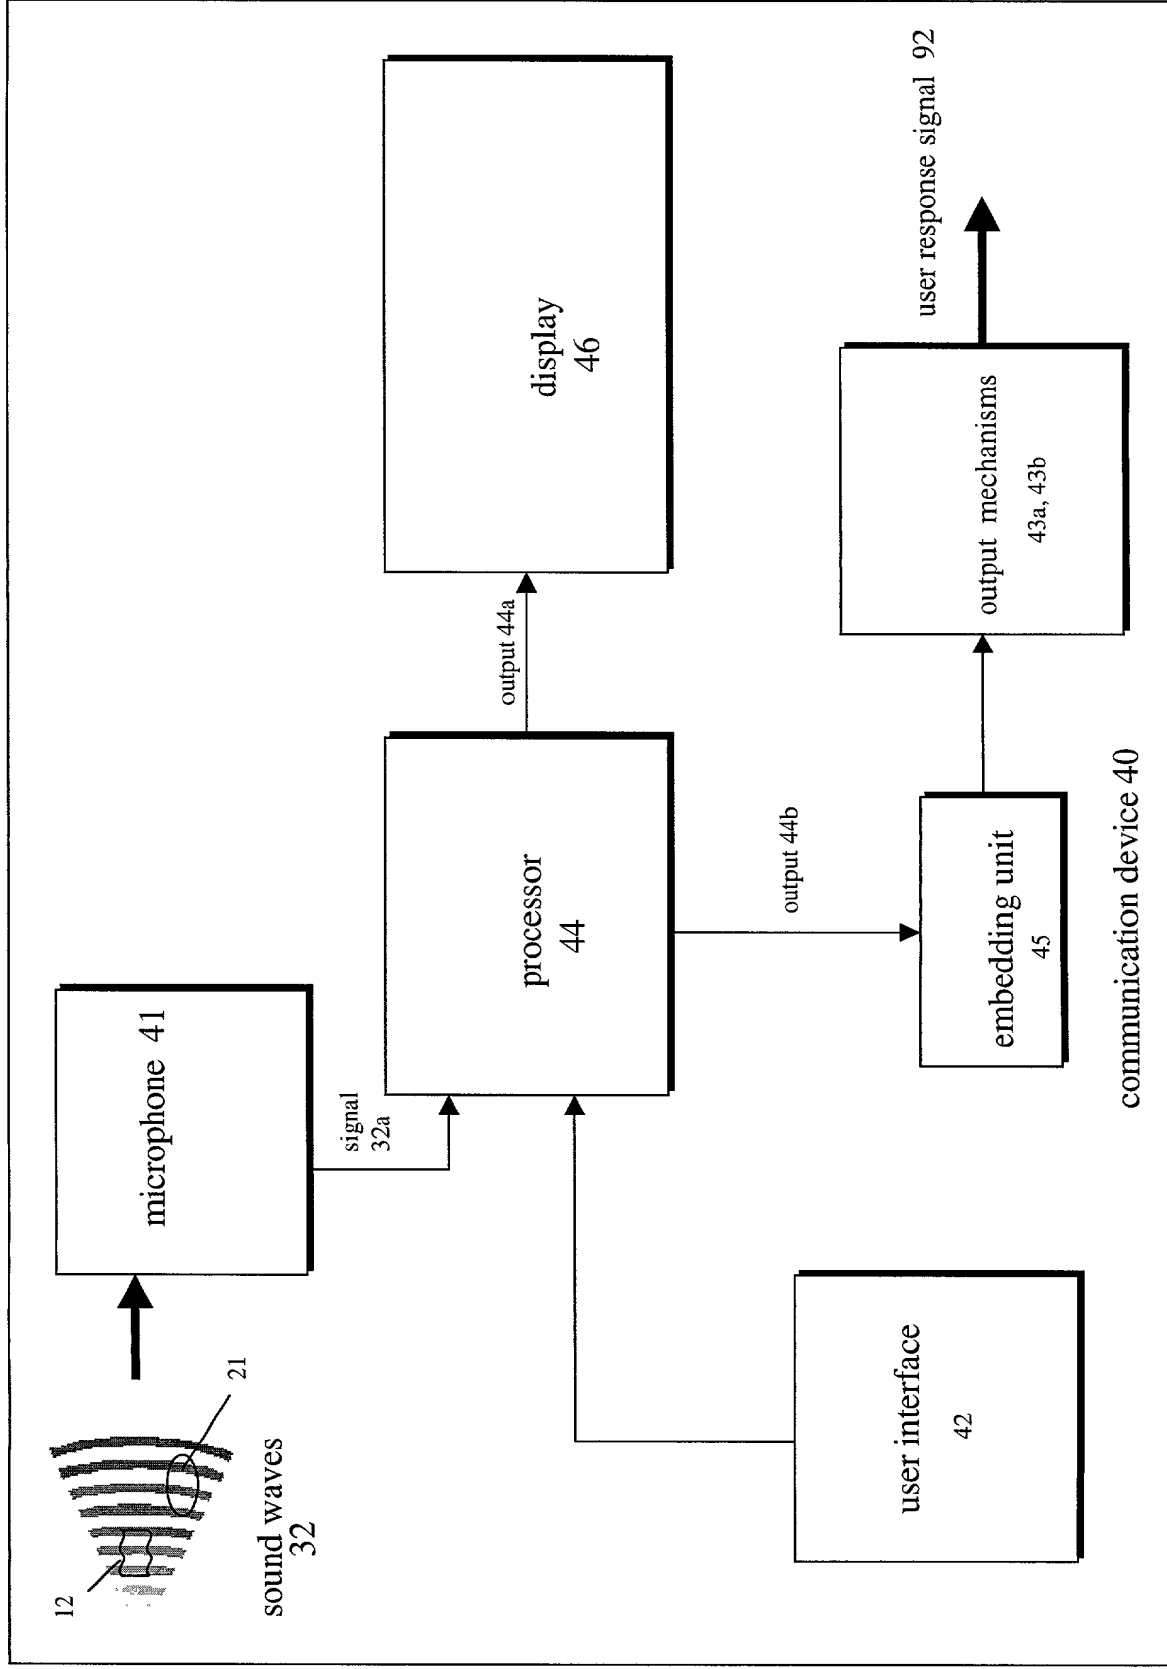 12
21
sound waves
32
microphone 41
signal
32a
user interface
42
processor
44
output 44a
display
46
output 44b
embedding unit
45
output mechanisms
43a, 43b
user response signal 92
communication device 40